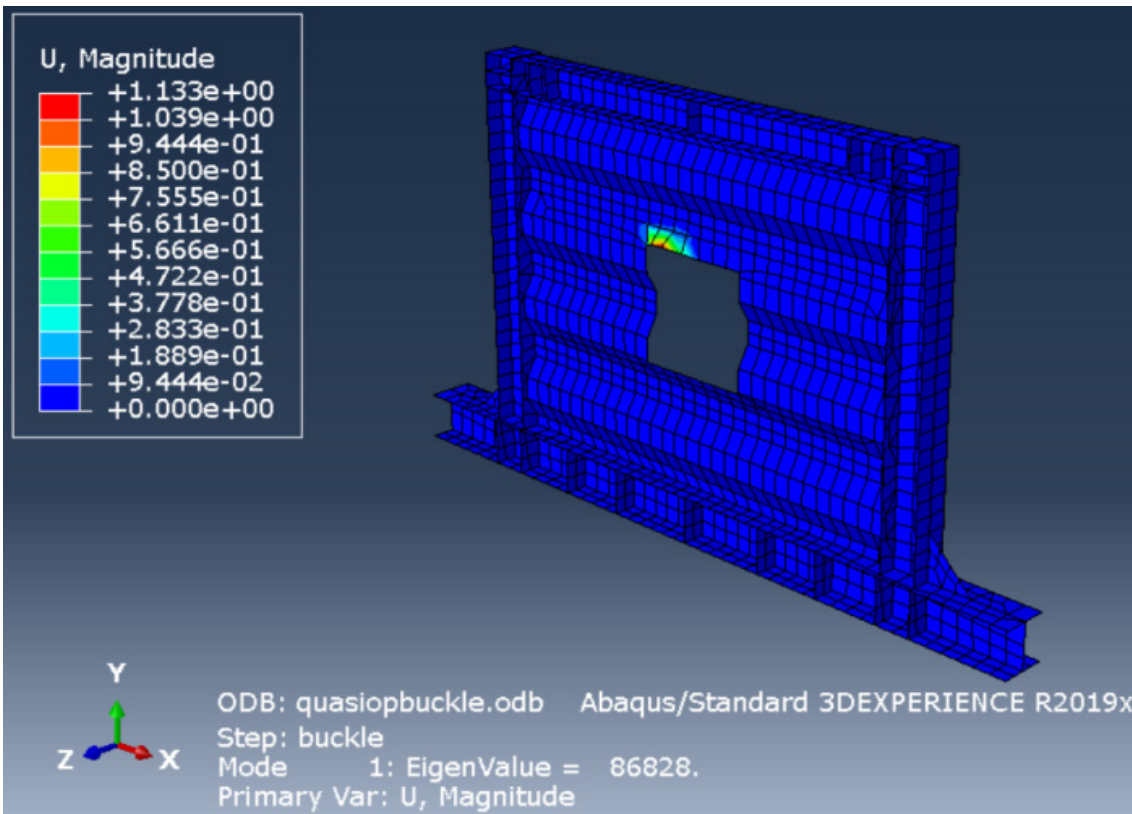 U, Magnitude
+1.133e+00
+1.039e+00
+9.444e-01
+8.500e-01
+7.555e-01
+6.611e-01
+5.666e-01
+4.722e-01
+3.778e-01
+2.833e-01
+1.889e-01
+9.444e-02
+0.000e+00
Y
Z X
ODB: quasiopbuckle.odb Abaqus/Standard 3DEXPERIENCE R2019x
Step: buckle
Mode 1: EigenValue = 86828.
Primary Var: U, Magnitude